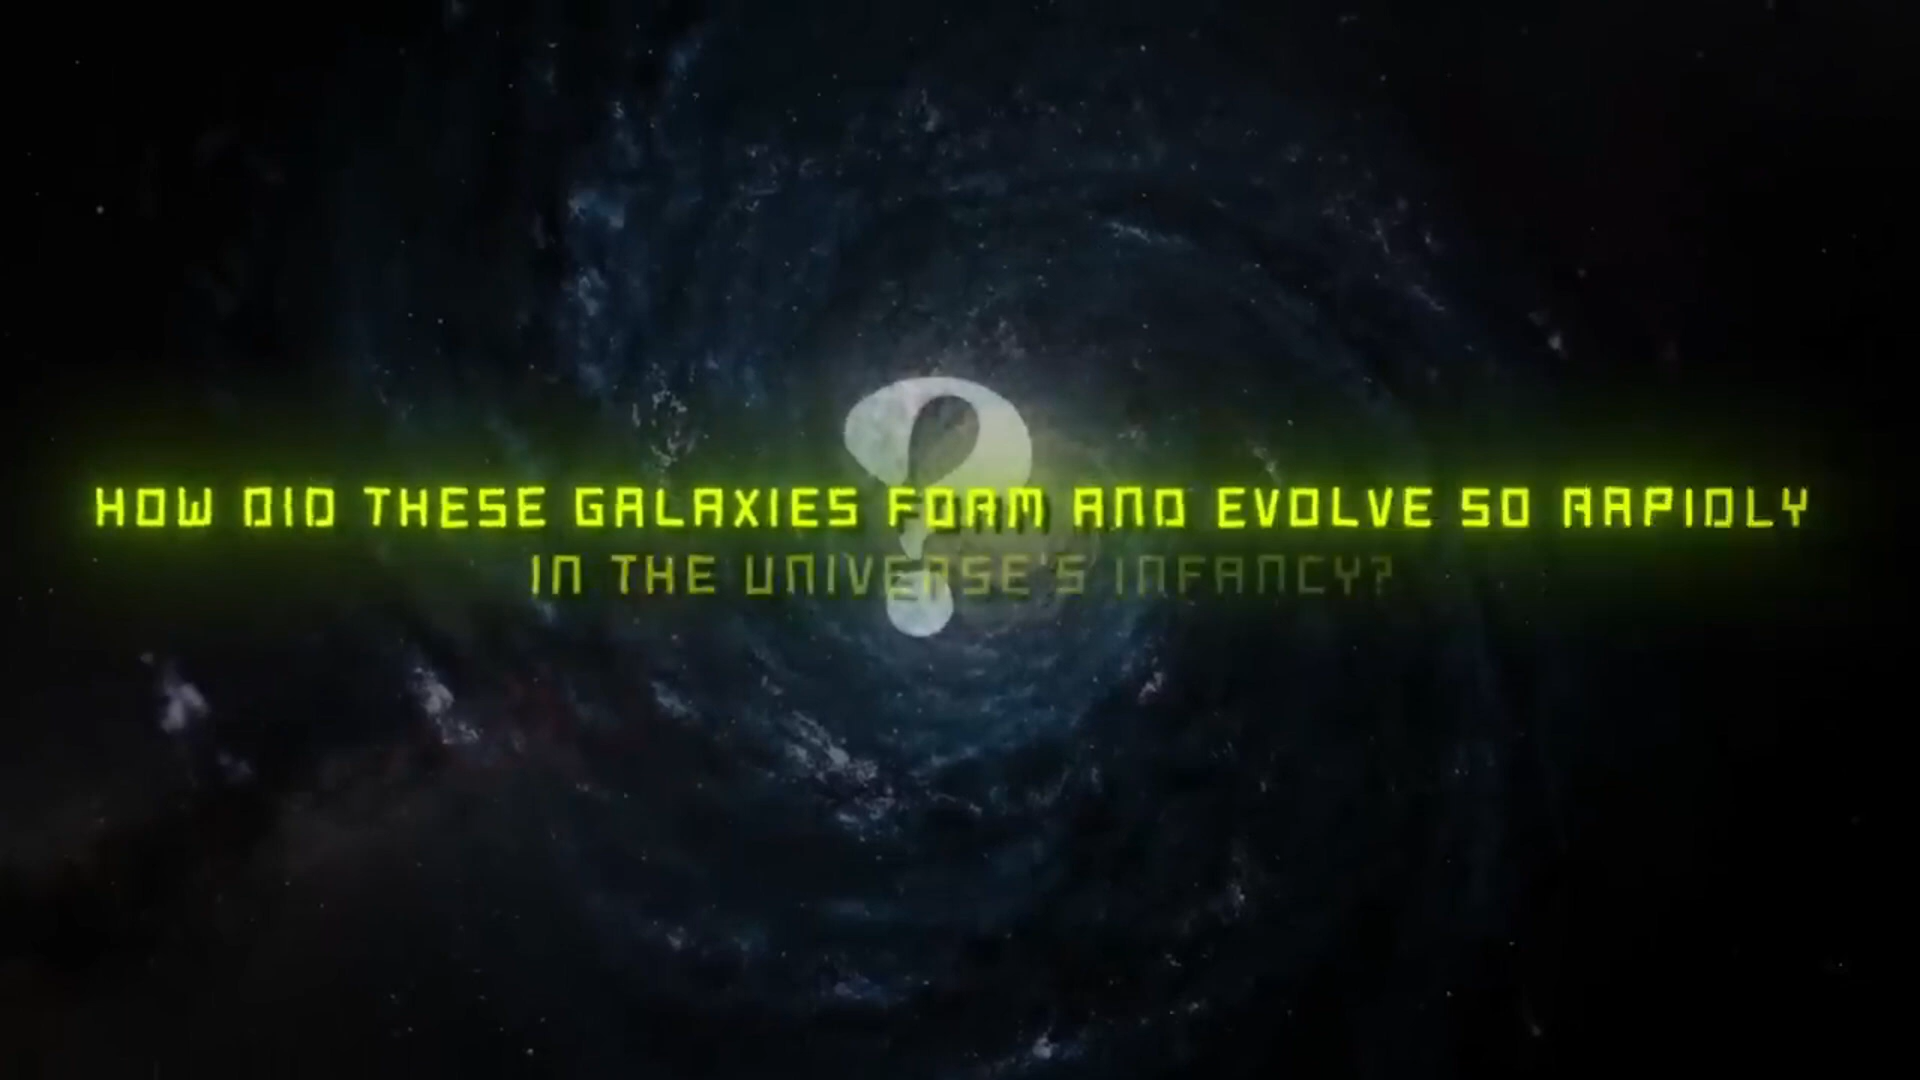 HOW DID THESE GALAXIES FORM AND EVOLVE SO RAPIDLY
IN THE UNIVERSE'S INFANCY?